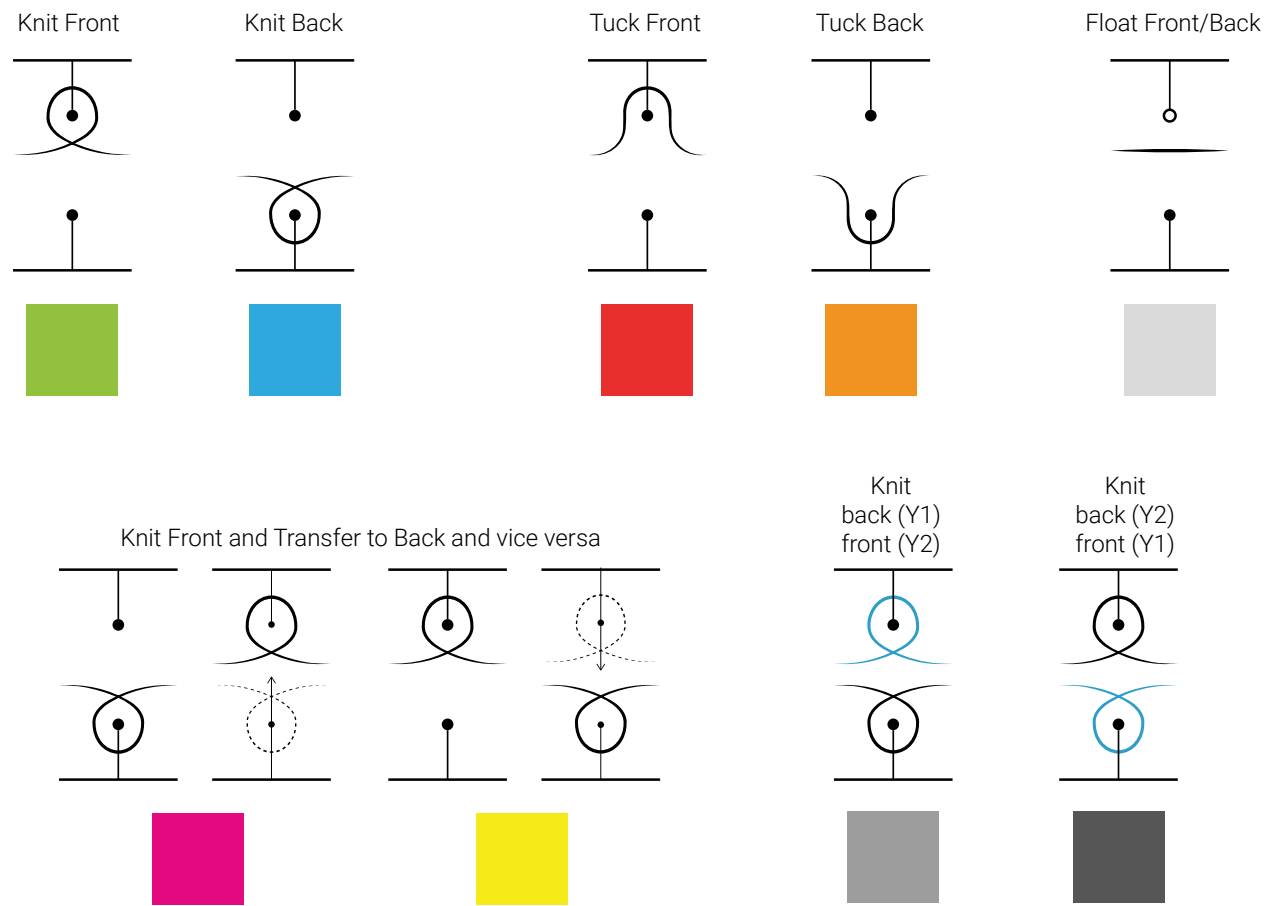 Knit Front
Knit Back
Tuck Front
Tuck Back
Float Front/Back
Knit Front and Transfer to Back and vice versa
Knit
back (Y1)
front (Y2)
Knit
back (Y2)
front (Y1)